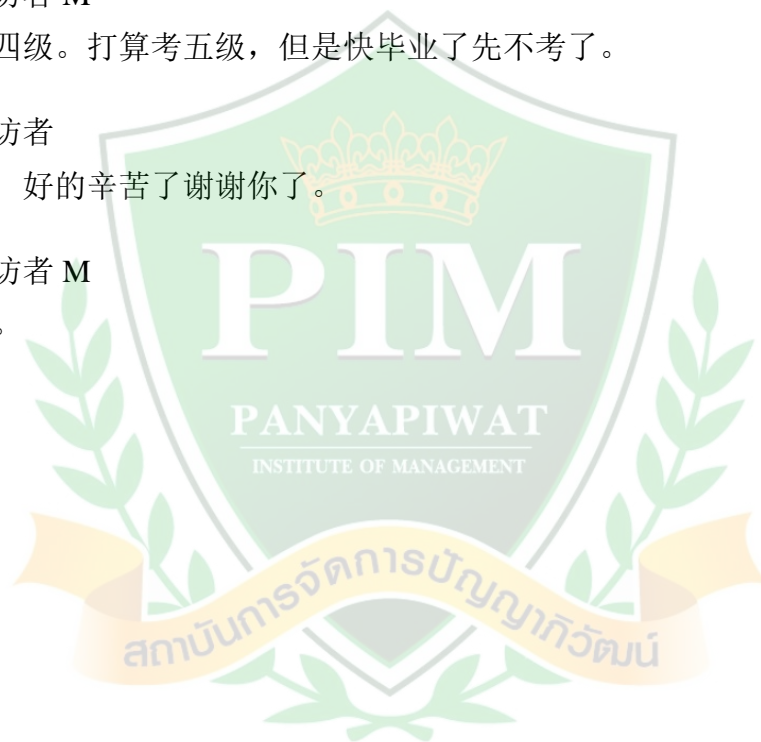 访者 M
四级。打算考五级，但是快毕业了先不考了。
访者
好的辛苦了谢谢你了。
访者 M
。
PIM
PANYAPIWAT
INSTITUTE OF MANAGEMENT
สถาบันการจัดการปัญญาภิวัฒน์